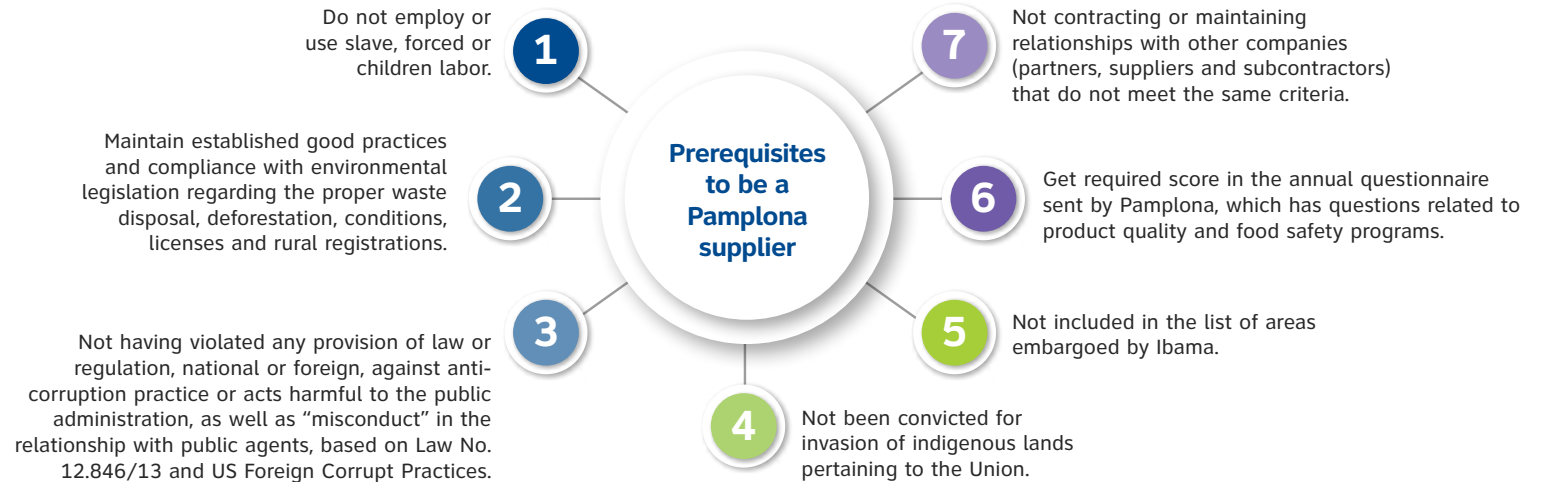 Prerequisites
to be a
Pamplona
supplier
1
Do not employ or
use slave, forced or
children labor.
2
Maintain established good practices
and compliance with environmental
legislation regarding the proper waste
disposal, deforestation, conditions,
licenses and rural registrations.
3
Not having violated any provision of law or
regulation, national or foreign, against anti-
corruption practice or acts harmful to the public
administration, as well as “misconduct” in the
relationship with public agents, based on Law No.
12.846/13 and US Foreign Corrupt Practices.
4
Not been convicted for
invasion of indigenous lands
pertaining to the Union.
5
Not included in the list of areas
embargoed by Ibama.
6
Get required score in the annual questionnaire
sent by Pamplona, which has questions related to
product quality and food safety programs.
7
Not contracting or maintaining
relationships with other companies
(partners, suppliers and subcontractors)
that do not meet the same criteria.